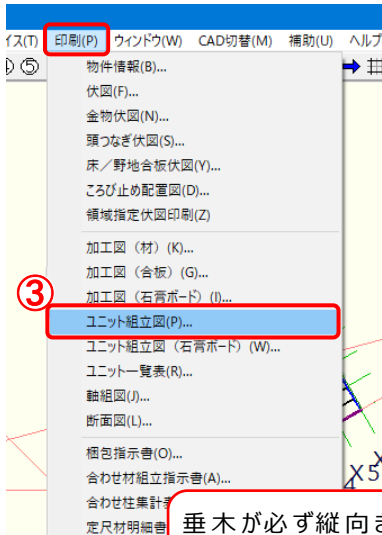 イス(T) 印刷(P) ウィンドウ(W) CAD切替(M) 補助(U) ヘルプ
⑤
物件情報(B)...
伏図(F)...
金物伏図(N)...
頭つなぎ伏図(S)...
床/野地合板伏図(Y)...
ころび止め配置図(D)...
領域指定伏図印刷(Z)
加工図(材)(K)...
加工図(合板)(G)...
③
加工図(石膏ボード)(I)...
ユニット組立図(P)...
ユニット組立図(石膏ボード)(W)...
ユニット一覧表(R)...
軸組図(J)...
断面図(L)...
梱包指示書(O)...
合わせ材組立指示書(A)...
X5
合わせ柱集計
定尺材明細書
垂木が必ず縦向き